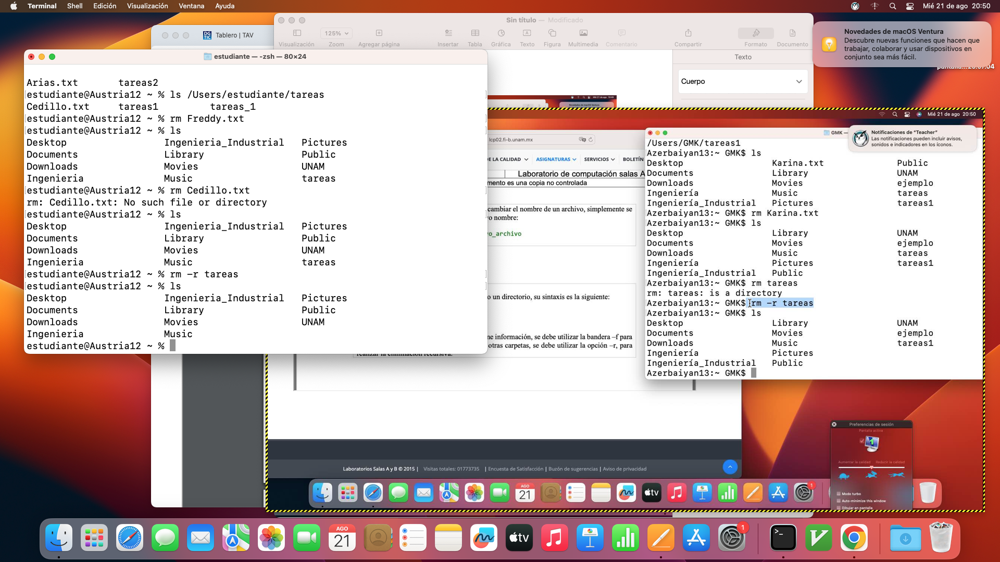 Terminal Shell Edición Visualización Ventana Ayuda
Mié 21 de ago 20:50
Sin título — Modificado
Tablero | TAV
125%
Visualización Zoom Agregar página Insertar Tabla Gráfica Texto Figura Multimedia Comentario Compartir Formato Documento
Texto
Cuerpo
Novedades de macOS Ventura
Descubre nuevas funciones que hacen que
trabajar, colaborar y usar dispositivos en
conjunto sea más fácil.
estudiante — -zsh — 80×24
Arias.txt tareas2
estudiante@Austria12 ~ % ls /Users/estudiante/tareas
Cedillo.txt tareas1 tareas_1
estudiante@Austria12 ~ % rm Freddy.txt
estudiante@Austria12 ~ % ls
Desktop Ingenieria_Industrial Pictures
Documents Library Public
Downloads Movies UNAM
Ingenieria Music tareas
estudiante@Austria12 ~ % rm Cedillo.txt
rm: Cedillo.txt: No such file or directory
estudiante@Austria12 ~ % ls
Desktop Ingenieria_Industrial Pictures
Documents Library Public
Downloads Movies UNAM
Ingenieria Music tareas
estudiante@Austria12 ~ % rm -r tareas
estudiante@Austria12 ~ % ls
Desktop Ingenieria_Industrial Pictures
Documents Library Public
Downloads Movies UNAM
Ingenieria Music
estudiante@Austria12 ~ %
Mié 21 de ago 20:50
lcp02.fi-b.unam.mx
DE LA CALIDAD ASIGNATURAS SERVICIOS BOLETÍN
Laboratorio de computación salas A
mento es una copia no controlada
cambiar el nombre de un archivo, simplemente se
vo nombre:
vo_archivo
o un directorio, su sintaxis es la siguiente:
ne información, se debe utilizar la bandera –f para
otras carpetas, se debe utilizar la opción –r, para
realizar la eliminación recursiva.
GMK —
Notificaciones de “Teacher”
Las notificaciones pueden incluir avisos,
sonidos e indicadores en los íconos.
/Users/GMK/tareas1
Azerbaiyan13:~ GMK$ ls
Desktop Karina.txt Public
Documents Library UNAM
Downloads Movies ejemplo
Ingeniería Music tareas
Ingeniería_Industrial Pictures tareas1
Azerbaiyan13:~ GMK$ rm Karina.txt
Azerbaiyan13:~ GMK$ ls
Desktop Library UNAM
Documents Movies ejemplo
Downloads Music tareas
Ingeniería Pictures tareas1
Ingeniería_Industrial Public
Azerbaiyan13:~ GMK$ rm tareas
rm: tareas: is a directory
Azerbaiyan13:~ GMK$ rm -r tareas
Azerbaiyan13:~ GMK$ ls
Desktop Library UNAM
Documents Movies ejemplo
Downloads Music tareas1
Ingeniería Pictures
Ingeniería_Industrial Public
Azerbaiyan13:~ GMK$
Preferencias de sesión
Pantalla activa
1
Aumentar la calidad Reducir la calidad
Modo turbo
Auto-minimize this window
Dibujar en pantalla
Laboratorios Salas A y B © 2015 | Visitas totales: 01773735 | Encuesta de Satisfacción | Buzón de sugerencias | Aviso de privacidad
AGO
21
tv
1
AGO
21
tv
1